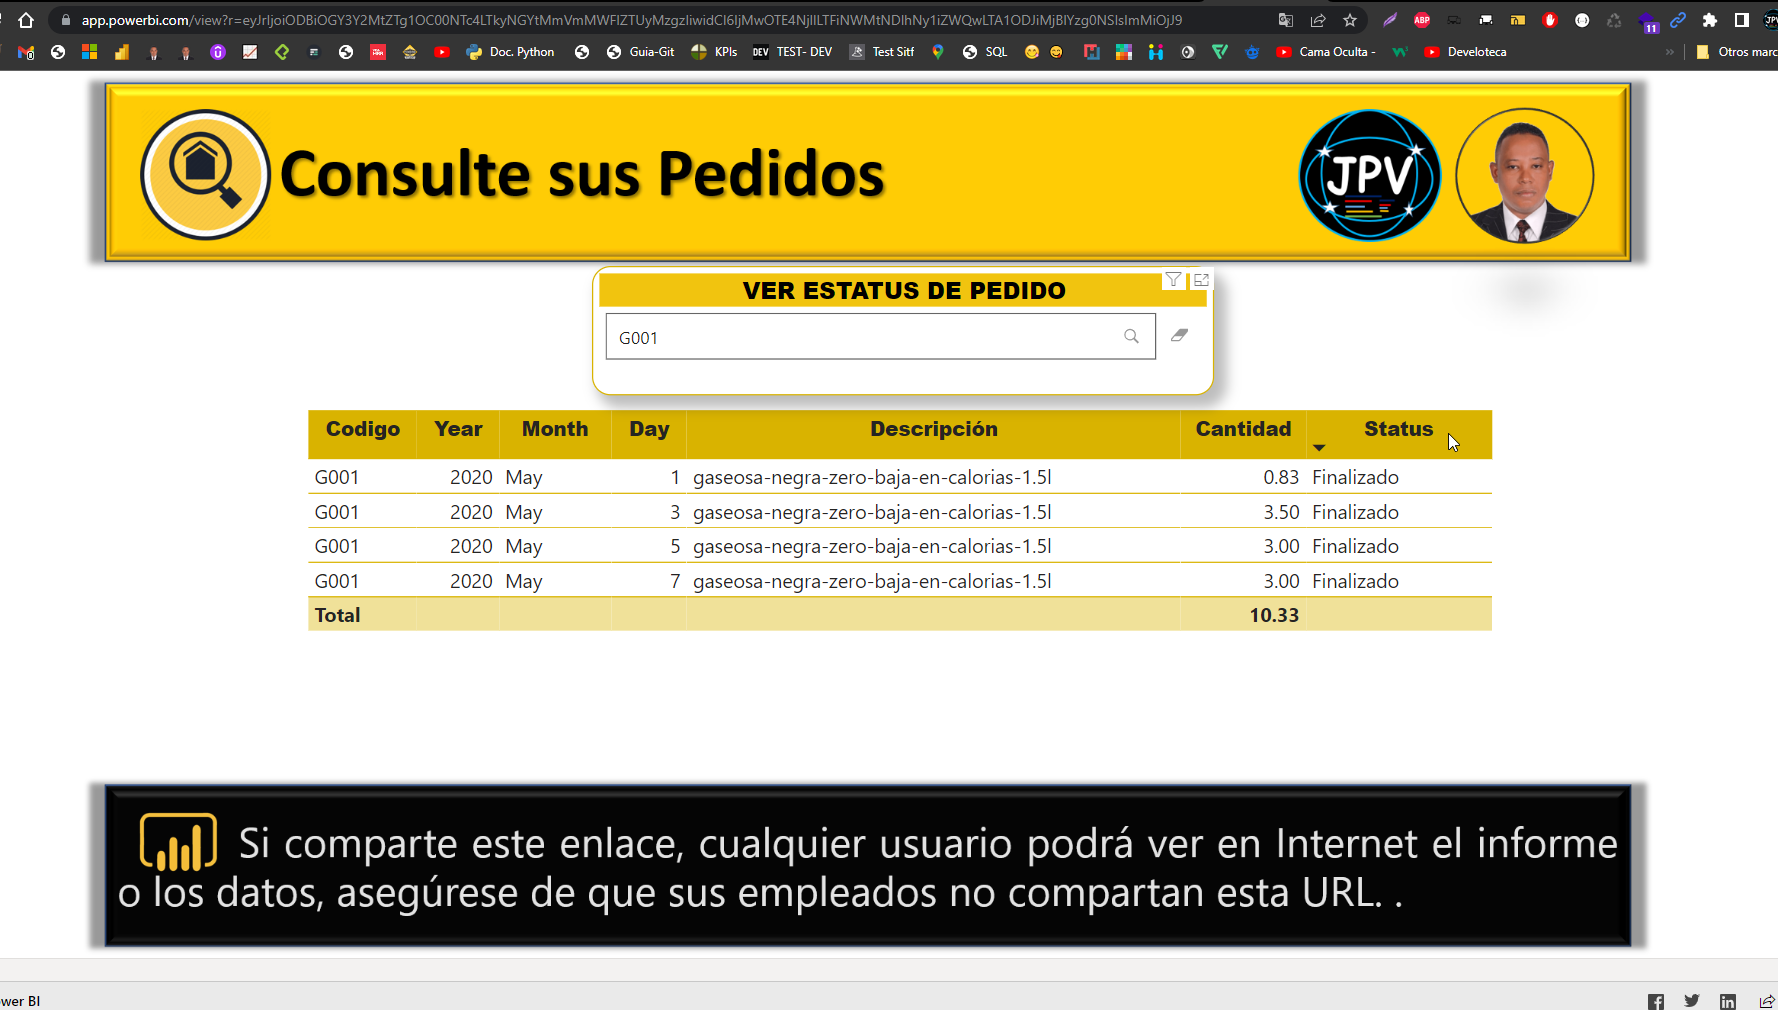 app.powerbi.com/view?r=eyJrIjoiODBiOGY3Y2MtZTg1OC00NTc4LTkyNGYtMmVmMWFlZTUyMzgzIiwidCI6IjMwOTE4NjllLTFiNWMtNDlhNy1iZWQwLTA1ODJiMjBlYzg0NSIsImMiOjJ9
ABP
11
Doc. Python
Guia-Git
KPIs
DEV
TEST- DEV
Test Sitf
SQL
Cama Oculta -
Develoteca
»
Otros marc
Consulte sus Pedidos
JPV
VER ESTATUS DE PEDIDO
G001
Codigo Year Month Day Descripción Cantidad Status
G001 2020 May 1 gaseosa-negra-zero-baja-en-calorias-1.5l 0.83 Finalizado
G001 2020 May 3 gaseosa-negra-zero-baja-en-calorias-1.5l 3.50 Finalizado
G001 2020 May 5 gaseosa-negra-zero-baja-en-calorias-1.5l 3.00 Finalizado
G001 2020 May 7 gaseosa-negra-zero-baja-en-calorias-1.5l 3.00 Finalizado
Total 10.33
Si comparte este enlace, cualquier usuario podrá ver en Internet el informe
o los datos, asegúrese de que sus empleados no compartan esta URL. .
wer BI